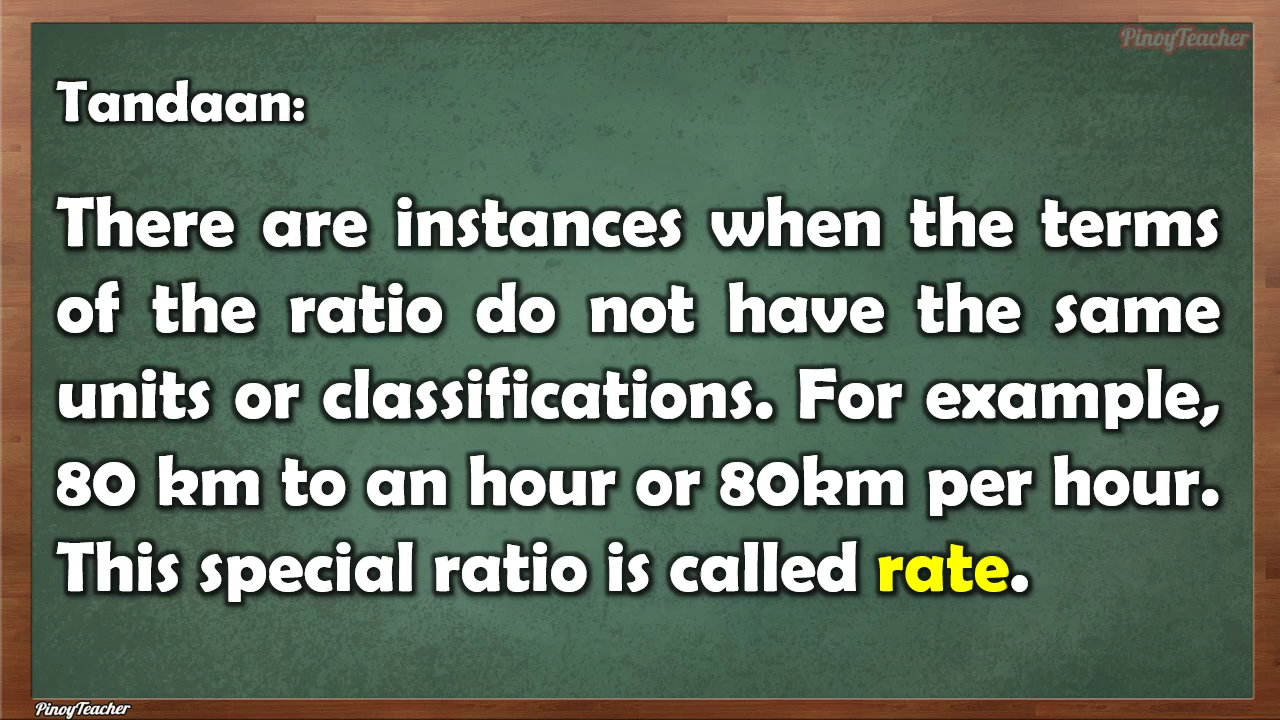 PinoyTeacher
Tandaan:
There are instances when the terms
of the ratio do not have the same
units or classifications. For example,
80 km to an hour or 80km per hour.
This special ratio is called rate.
PinoyTeacher